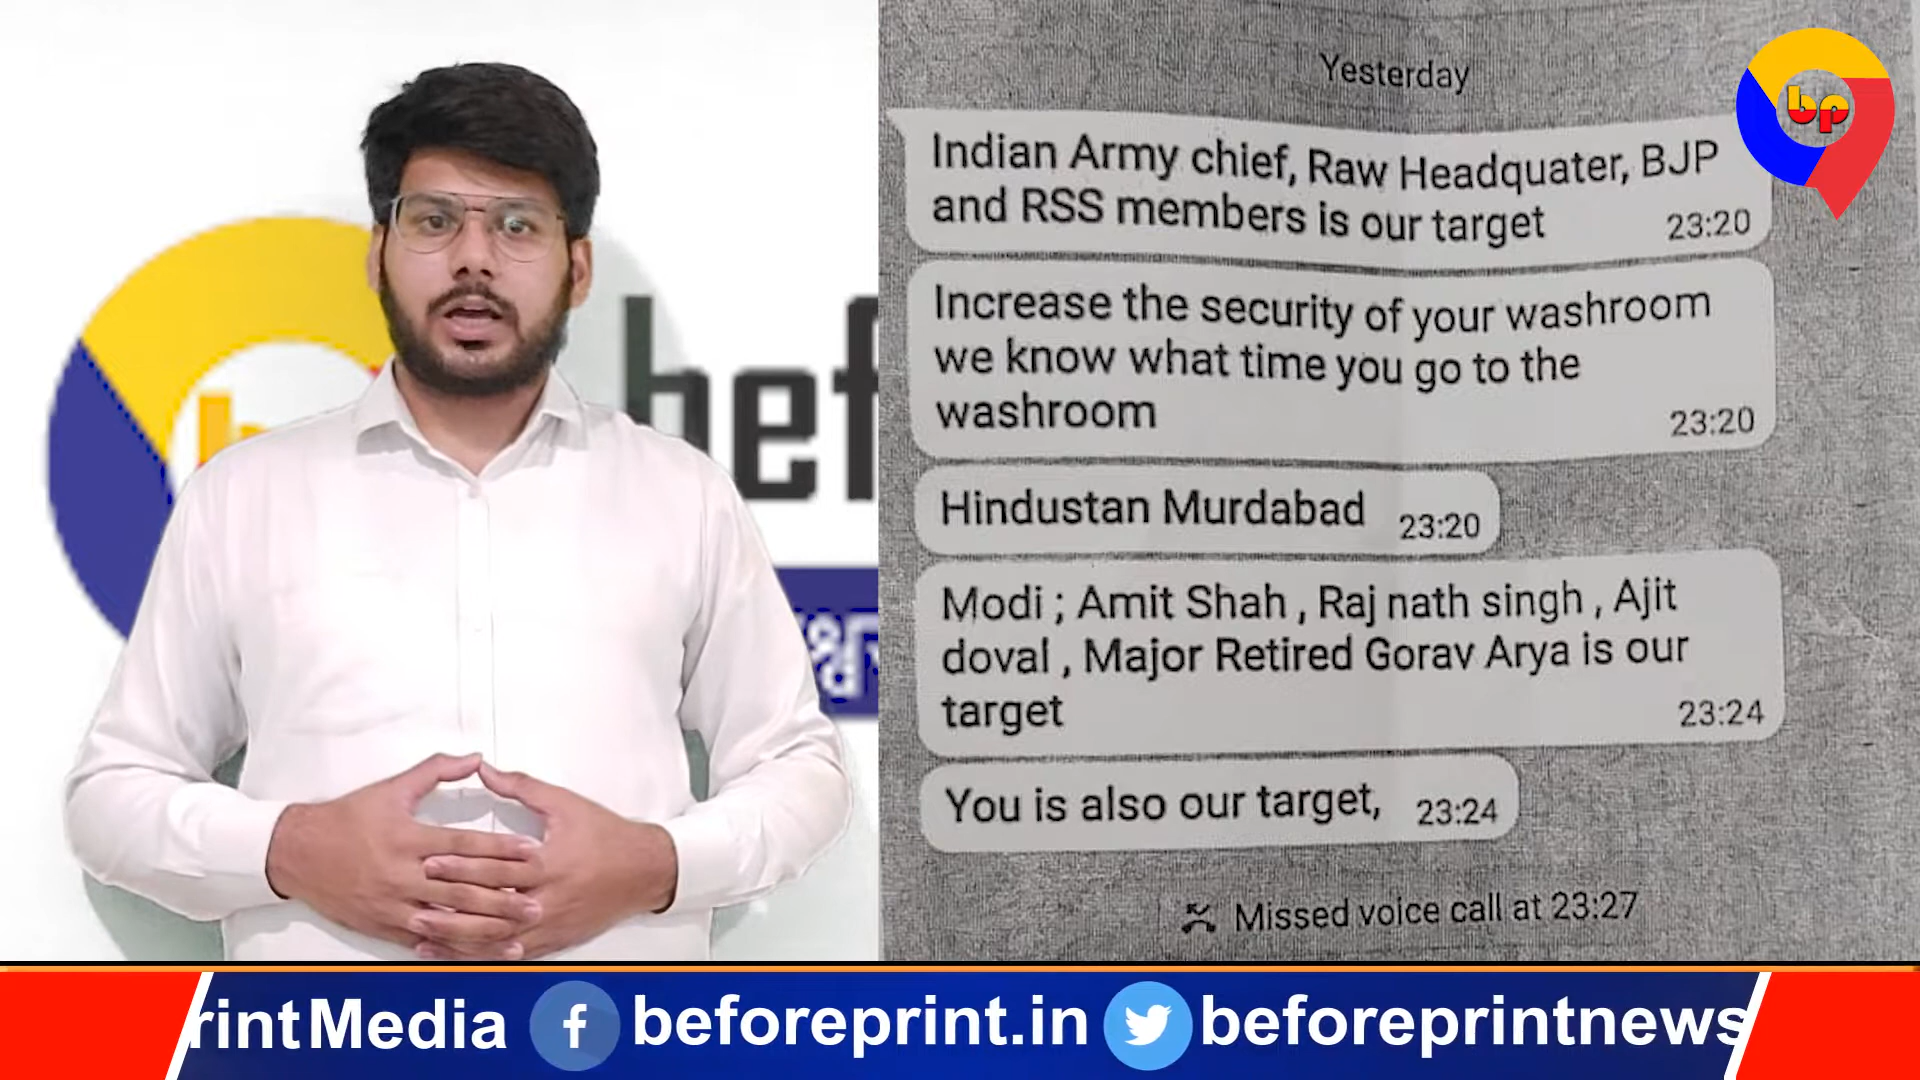 bef
Yesterday
bp
Indian Army chief, Raw Headquater, BJP
and RSS members is our target 23:20
Increase the security of your washroom
we know what time you go to the
washroom 23:20
Hindustan Murdabad 23:20
Modi ; Amit Shah , Raj nath singh , Ajit
doval , Major Retired Gorav Arya is our
target 23:24
You is also our target, 23:24
Missed voice call at 23:27
rint Media f beforeprint.in beforeprintnews